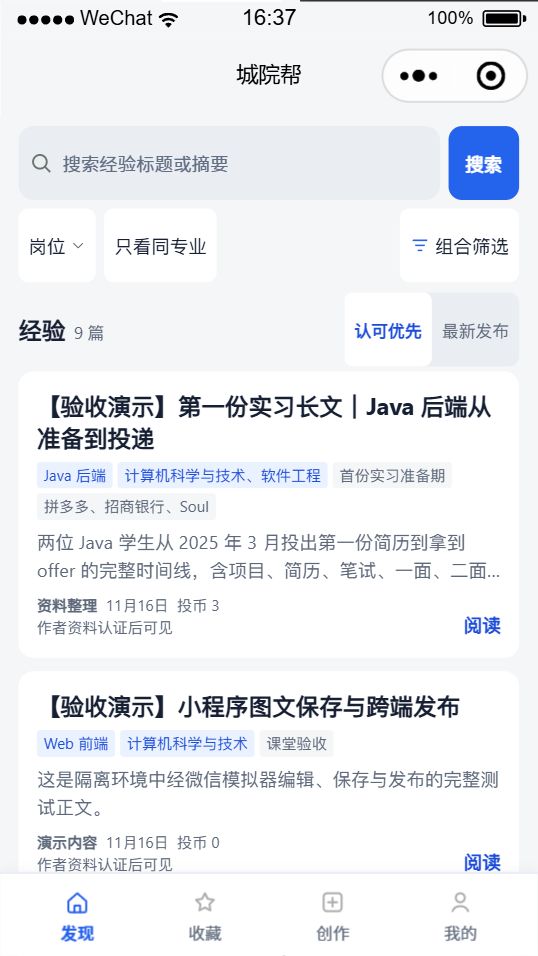 WeChat 16:37 100%
城院帮
搜索经验标题或摘要 搜索
岗位 只看同专业 组合筛选
经验 9 篇 认可优先 最新发布
【验收演示】第一份实习长文｜Java 后端从
准备到投递
Java 后端 计算机科学与技术、软件工程 首份实习准备期
拼多多、招商银行、Soul
两位 Java 学生从 2025 年 3 月投出第一份简历到拿到
offer 的完整时间线，含项目、简历、笔试、一面、二面...
资料整理 11月16日 投币 3
作者资料认证后可见 阅读
【验收演示】小程序图文保存与跨端发布
Web 前端 计算机科学与技术 课堂验收
这是隔离环境中经微信模拟器编辑、保存与发布的完整测
试正文。
演示内容 11月16日 投币 0
作者资料认证后可见 阅读
发现 收藏 创作 我的